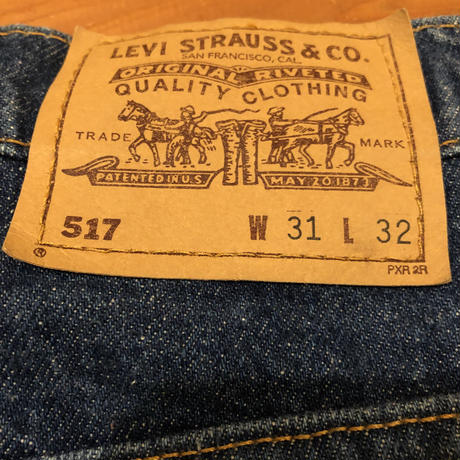 LEVI STRAUSS & CO.
SAN FRANCISCO, CAL.
ORIGINAL RIVETED
QUALITY CLOTHING
TRADE MARK
PATENTED IN U.S. MAY 20 1873
517 W 31 L 32
® PXR 2R